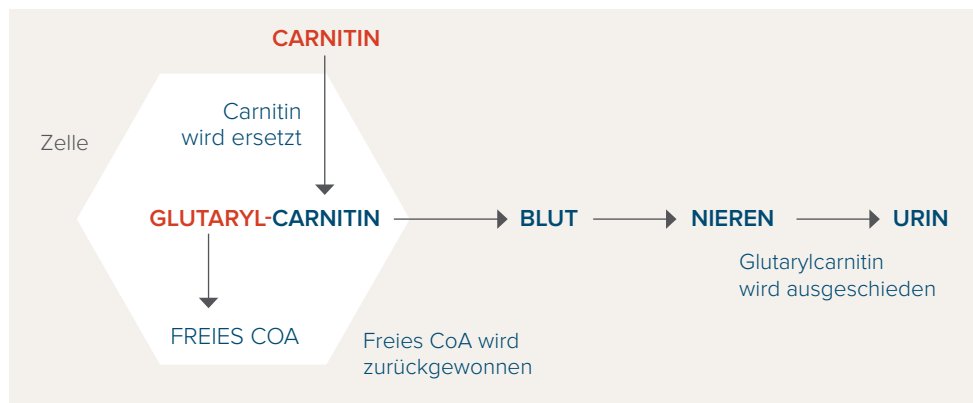 CARNITIN
Carnitin
wird ersetzt
Zelle
GLUTARYL-CARNITIN
BLUT
NIEREN
URIN
Glutarylcarnitin
wird ausgeschieden
FREIES COA
Freies CoA wird
zurückgewonnen